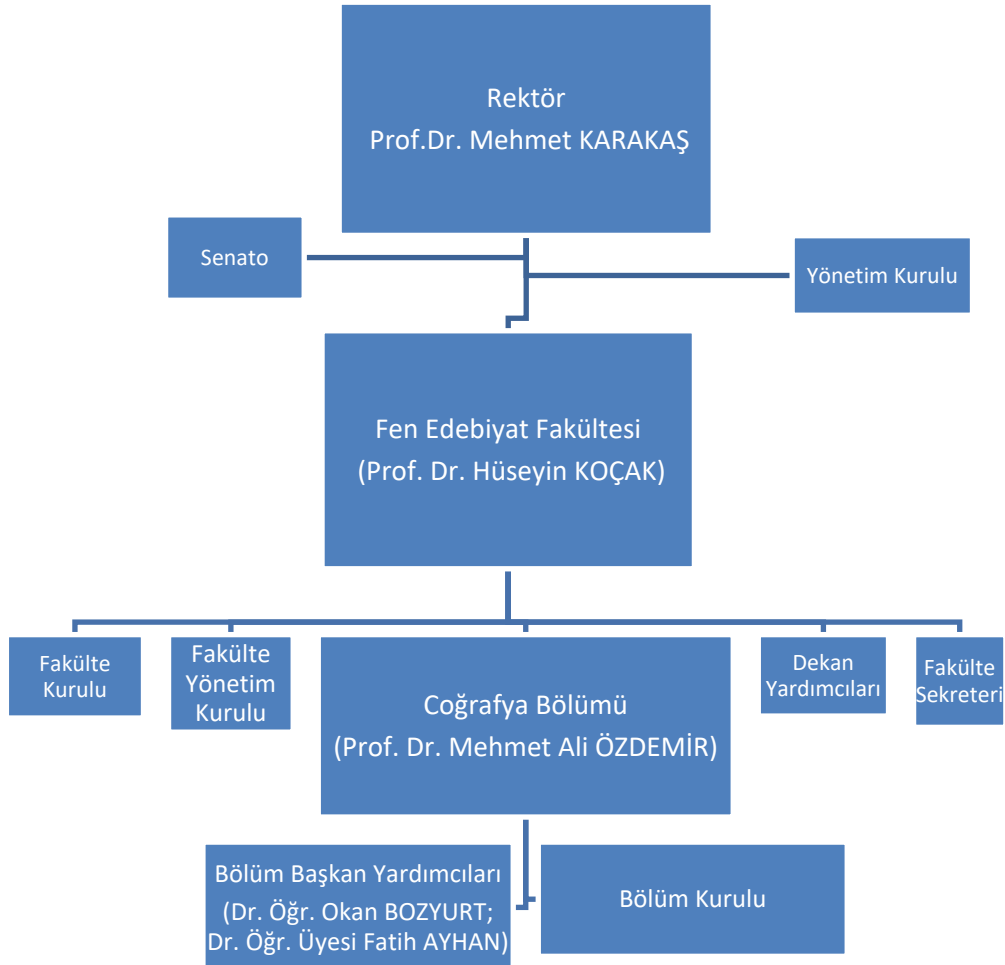 Rektör
Prof.Dr. Mehmet KARAKAŞ
Senato
Yönetim Kurulu
Fen Edebiyat Fakültesi
(Prof. Dr. Hüseyin KOÇAK)
Fakülte
Kurulu
Fakülte
Yönetim
Kurulu
Coğrafya Bölümü
(Prof. Dr. Mehmet Ali ÖZDEMİR)
Dekan
Yardımcıları
Fakülte
Sekreteri
Bölüm Başkan Yardımcıları
(Dr. Öğr. Okan BOZYURT;
Dr. Öğr. Üyesi Fatih AYHAN)
Bölüm Kurulu